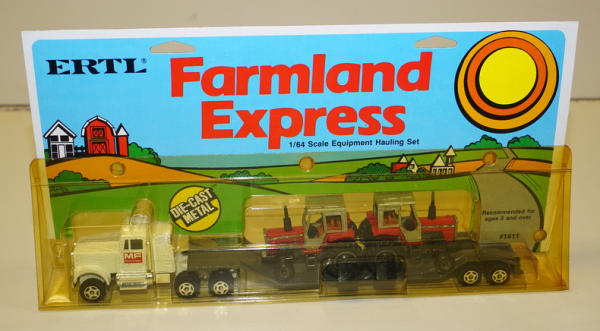 ERTL®
Farmland
Express
1/64 Scale Equipment Hauling Set
DIE-CAST
METAL
Recommended for
ages 3 and over
#1411
MF